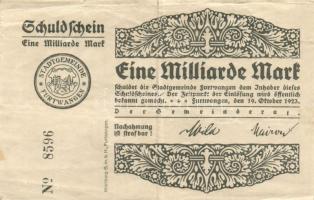 Schuldschein
Eine Milliarde Mark
STADTGEMEINDE
FURTWANGEN
Nº 8596
Eine Milliarde Mark
schuldet die Stadtgemeinde Furtwangen dem Inhaber dieses
Schuldscheines. Der Zeitpunkt der Einlösung wird öffentlich
bekannt gemacht. Furtwangen, den 19. Oktober 1923.
Der Gemeinderat:
Nachahmung
ist strafbar!